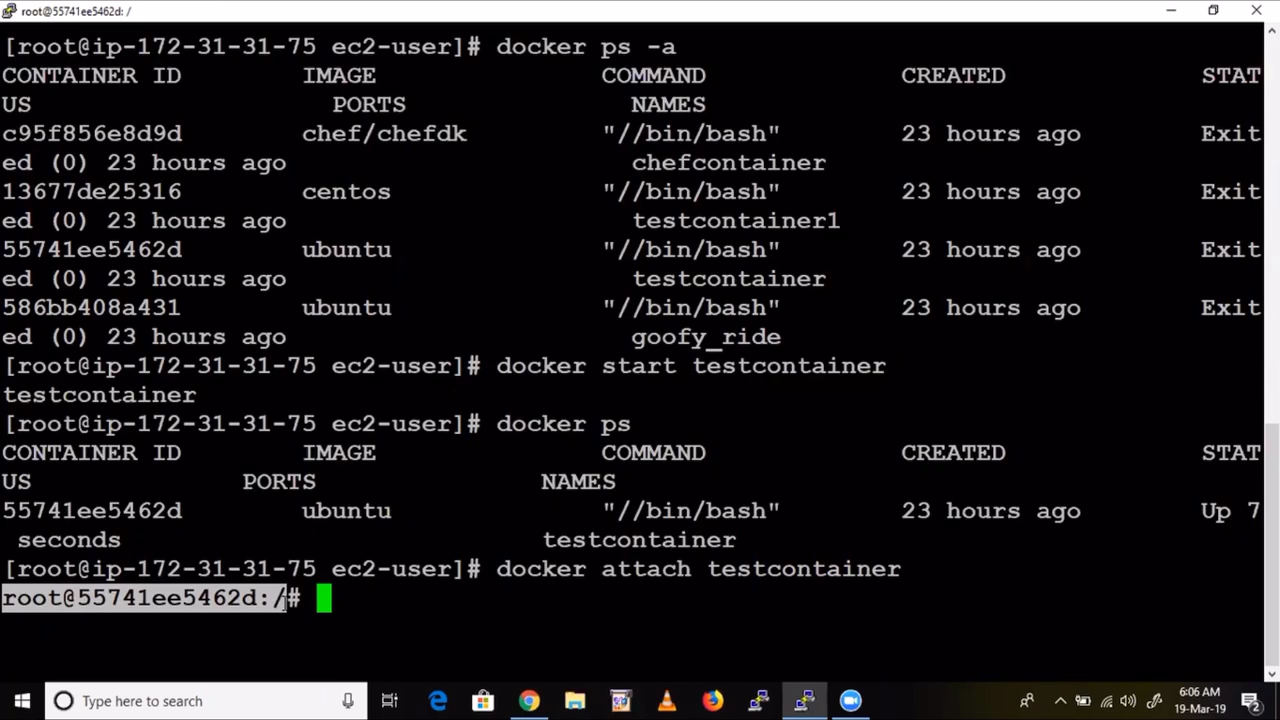 root@55741ee5462d: /
[root@ip-172-31-31-75 ec2-user]# docker ps -a
CONTAINER ID        IMAGE               COMMAND             CREATED             STAT
US                      PORTS               NAMES
c95f856e8d9d        chef/chefdk         "//bin/bash"        23 hours ago        Exit
ed (0) 23 hours ago                       chefcontainer
13677de25316        centos              "//bin/bash"        23 hours ago        Exit
ed (0) 23 hours ago                       testcontainer1
55741ee5462d        ubuntu              "//bin/bash"        23 hours ago        Exit
ed (0) 23 hours ago                       testcontainer
586bb408a431        ubuntu              "//bin/bash"        23 hours ago        Exit
ed (0) 23 hours ago                       goofy_ride
[root@ip-172-31-31-75 ec2-user]# docker start testcontainer
testcontainer
[root@ip-172-31-31-75 ec2-user]# docker ps
CONTAINER ID        IMAGE               COMMAND             CREATED             STAT
US              PORTS               NAMES
55741ee5462d        ubuntu              "//bin/bash"        23 hours ago        Up 7
 seconds                            testcontainer
[root@ip-172-31-31-75 ec2-user]# docker attach testcontainer
root@55741ee5462d:/#
Type here to search
6:06 AM
19-Mar-19
2